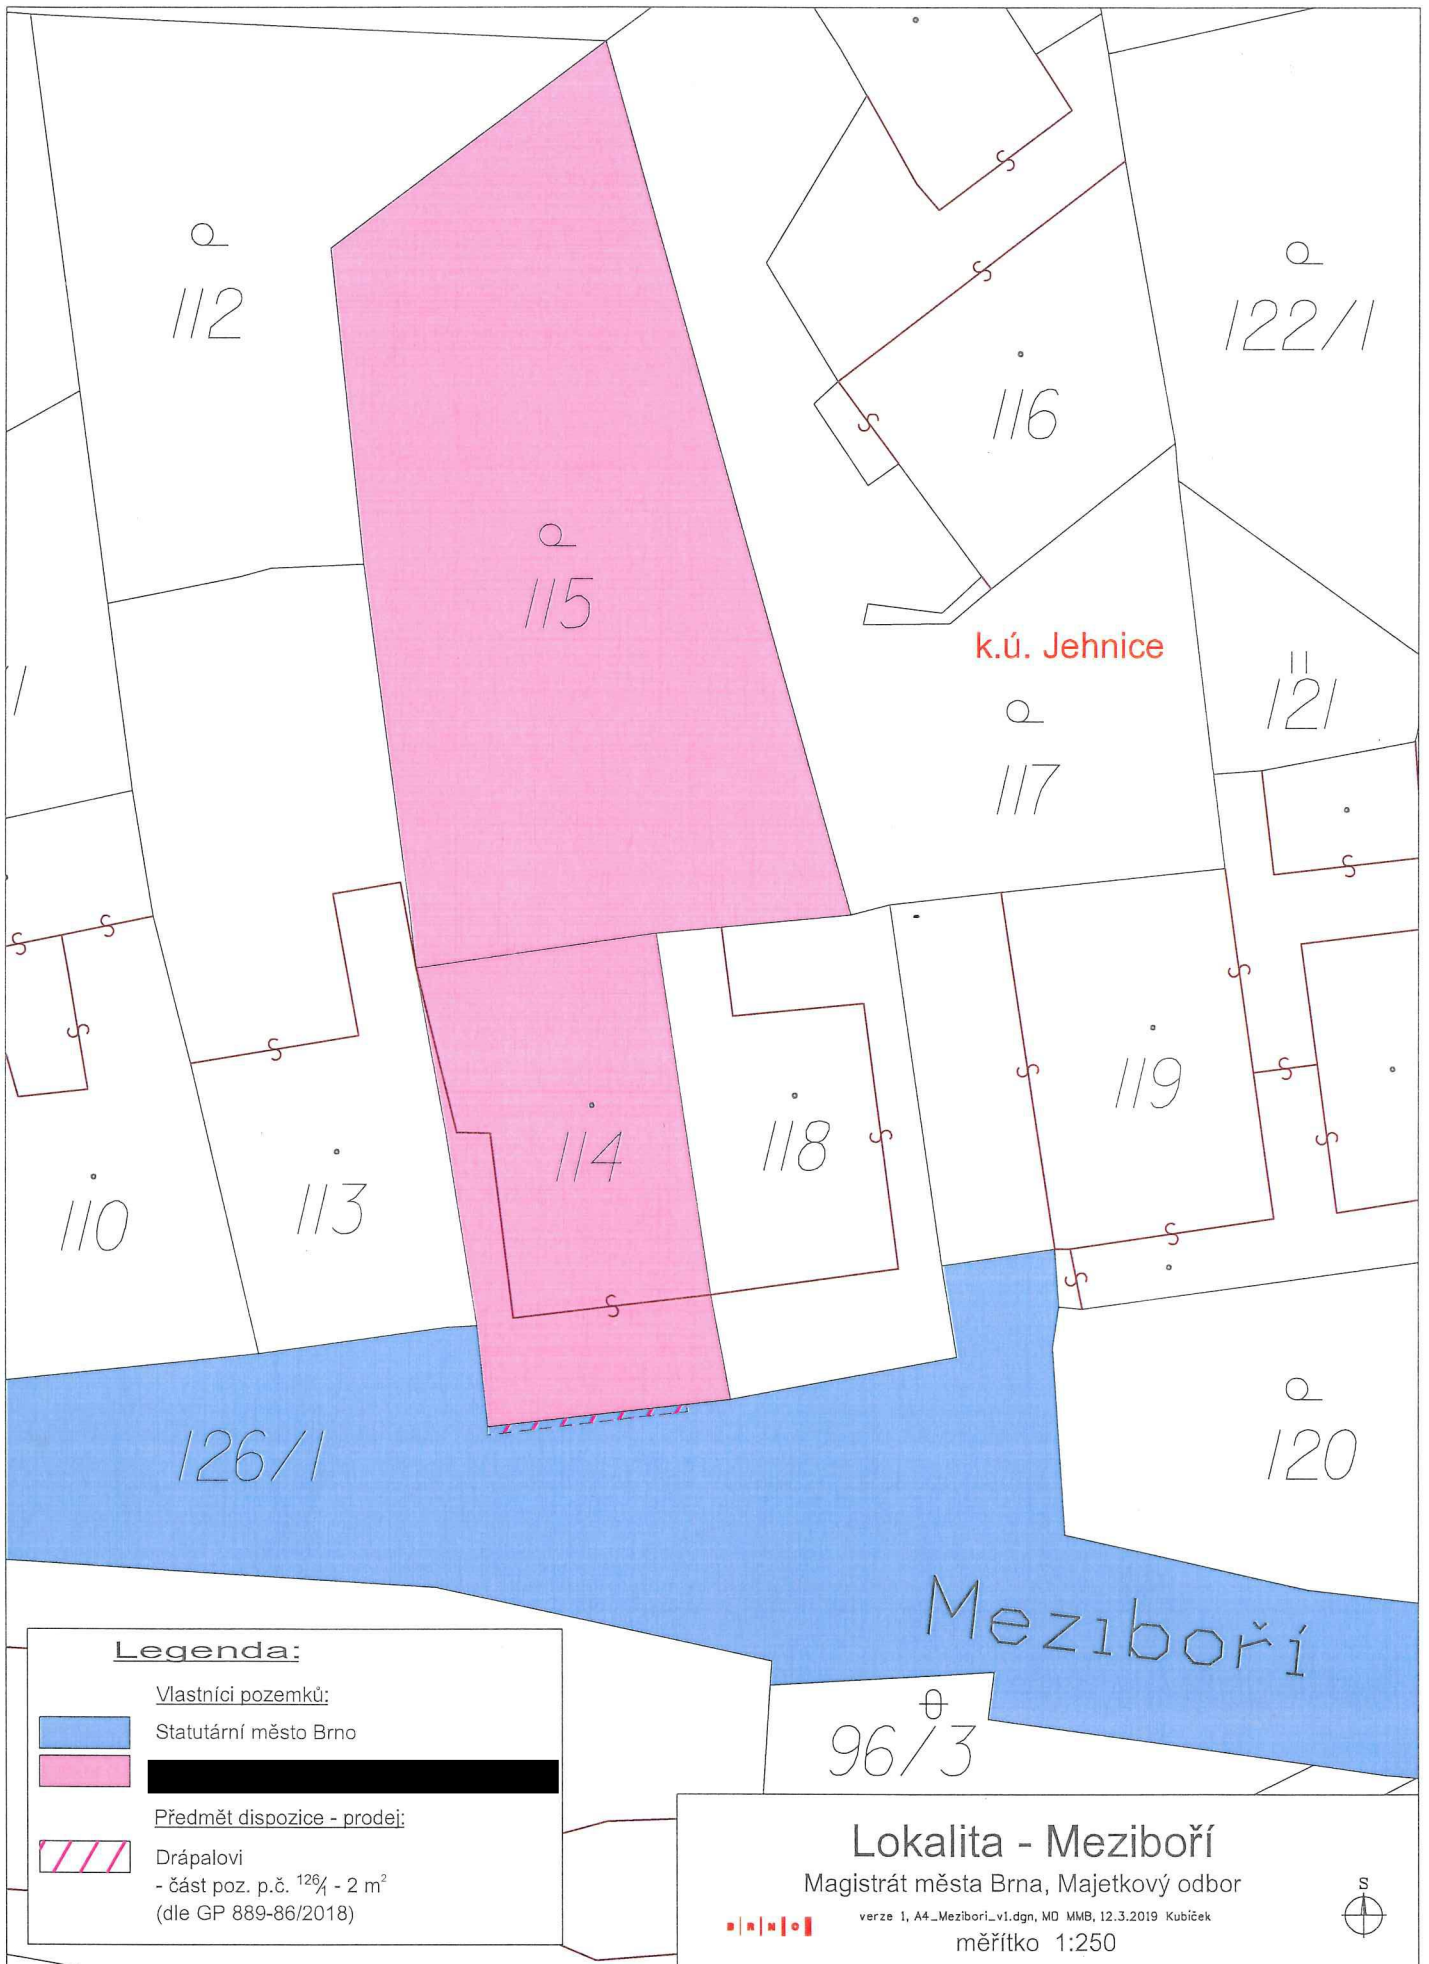 112
122/1
116
115
k.ú. Jehnice
121
117
119
114
118
110
113
126/1
120
Meziboří
96/3
Legenda:
Vlastníci pozemků:
Statutární město Brno
Předmět dispozice - prodej:
Drápalovi
- část poz. p.č. 126/1 - 2 m²
(dle GP 889-86/2018)
Lokalita - Meziboří
Magistrát města Brna, Majetkový odbor
verze 1, A4_Mezibori_v1.dgn, MO MMB, 12.3.2019 Kubíček
měřítko 1:250
B R N O
S